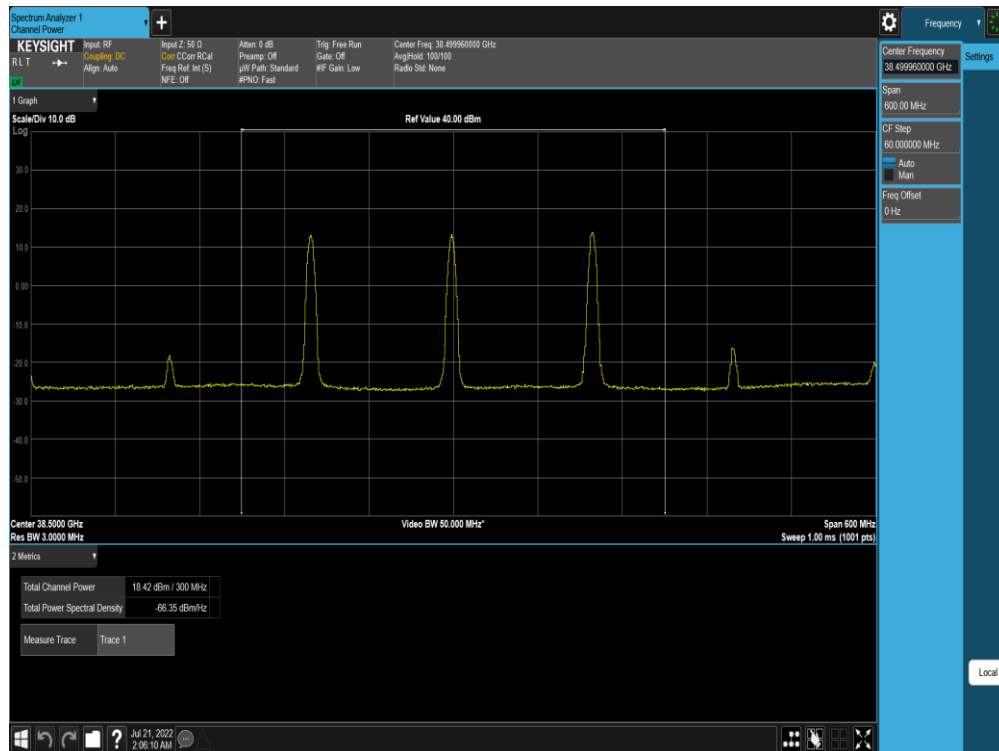 Spectrum Analyzer 1
Channel Power
+
Frequency
KEYSIGHT
R L T
LXI
Input: RF
Coupling: DC
Align: Auto
Input Z: 50 Ω
Corr CCorr RCal
Freq Ref: Int (S)
NFE: Off
Atten: 0 dB
Preamp: Off
µW Path: Standard
#PNO: Fast
Trig: Free Run
Gate: Off
#IF Gain: Low
Center Freq: 38.499960000 GHz
Avg|Hold: 100/100
Radio Std: None
Center Frequency
38.499960000 GHz
Settings
Span
600.00 MHz
CF Step
60.000000 MHz
Auto
Man
Freq Offset
0 Hz
1 Graph
Scale/Div 10.0 dB
Ref Value 40.00 dBm
Log
30.0
20.0
10.0
0.00
-10.0
-20.0
-30.0
-40.0
-50.0
Center 38.5000 GHz
Video BW 50.000 MHz*
Span 600 MHz
Res BW 3.0000 MHz
Sweep 1.00 ms (1001 pts)
2 Metrics
Total Channel Power 18.42 dBm / 300 MHz
Total Power Spectral Density -66.35 dBm/Hz
Measure Trace Trace 1
Local
?
Jul 21, 2022
2:06:10 AM